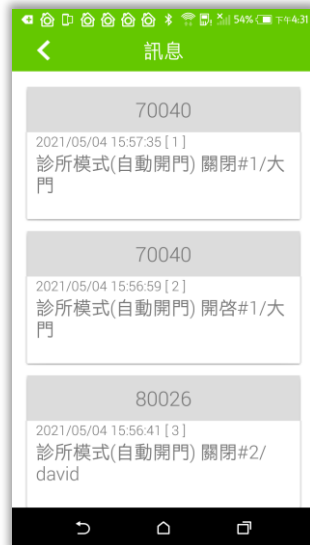 54% 下午4:31
訊息
70040
2021/05/04 15:57:35 [ 1 ]
診所模式(自動開門) 關閉#1/大
門
70040
2021/05/04 15:56:59 [ 2 ]
診所模式(自動開門) 開啓#1/大
門
80026
2021/05/04 15:56:41 [ 3 ]
診所模式(自動開門) 關閉#2/
david